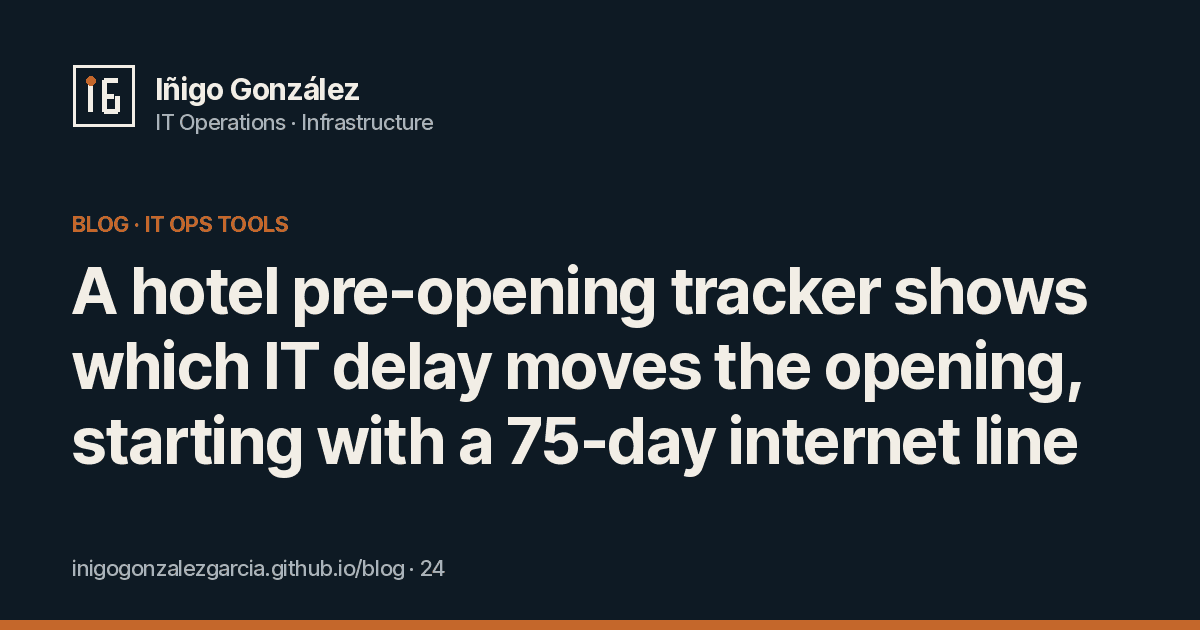 iG
Iñigo González
IT Operations · Infrastructure
BLOG · IT OPS TOOLS
A hotel pre-opening tracker shows
which IT delay moves the opening,
starting with a 75-day internet line
inigogonzalezgarcia.github.io/blog · 24